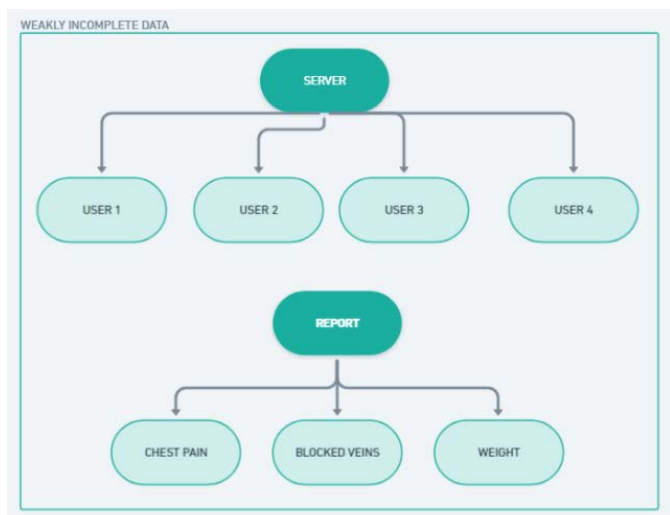 WEAKLY INCOMPLETE DATA
SERVER
USER 1
USER 2
USER 3
USER 4
REPORT
CHEST PAIN
BLOCKED VEINS
WEIGHT